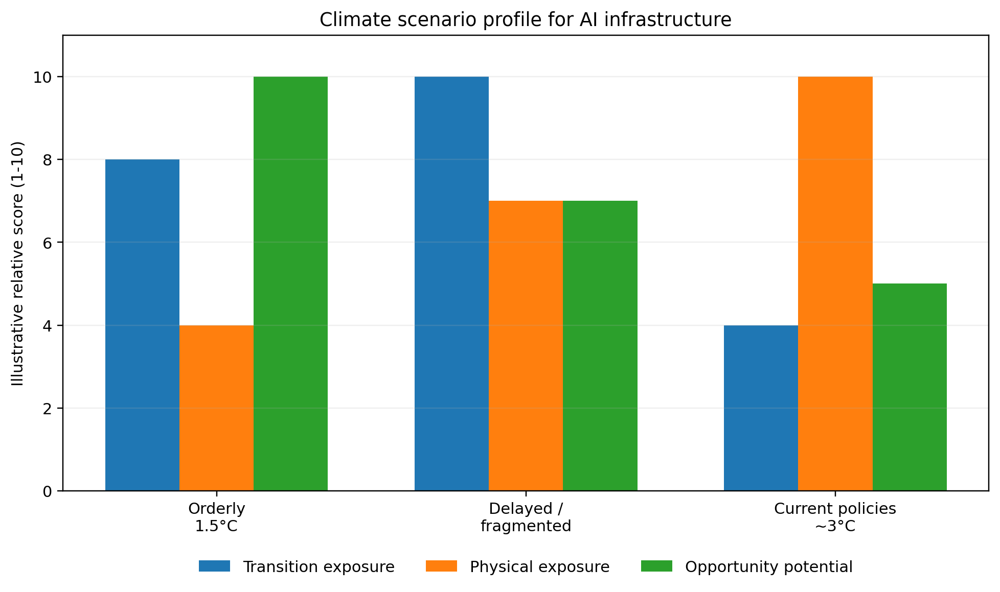 Climate scenario profile for AI infrastructure
Illustrative relative score (1-10)
10
8
6
4
2
0
Orderly
1.5°C
Delayed /
fragmented
Current policies
~3°C
Transition exposure
Physical exposure
Opportunity potential